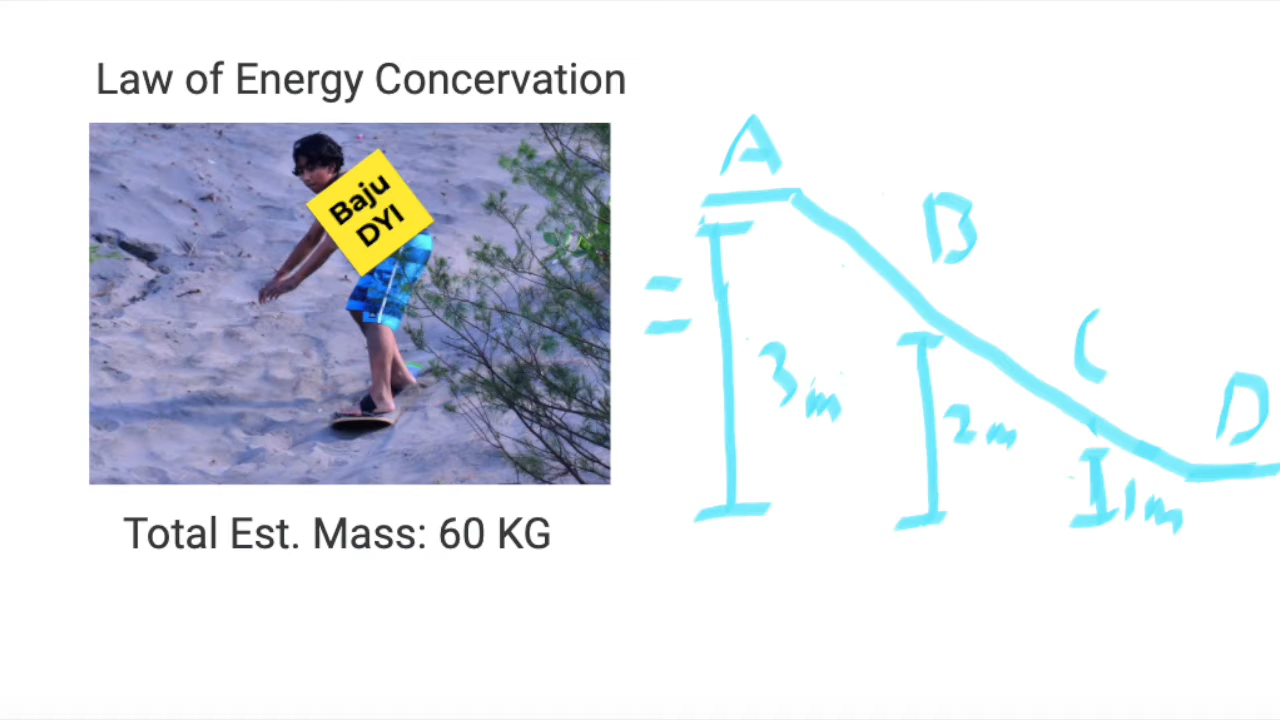 Law of Energy Concervation
Baju
DYI
Total Est. Mass: 60 KG
A
B
C
D
=
3m
2m
1m